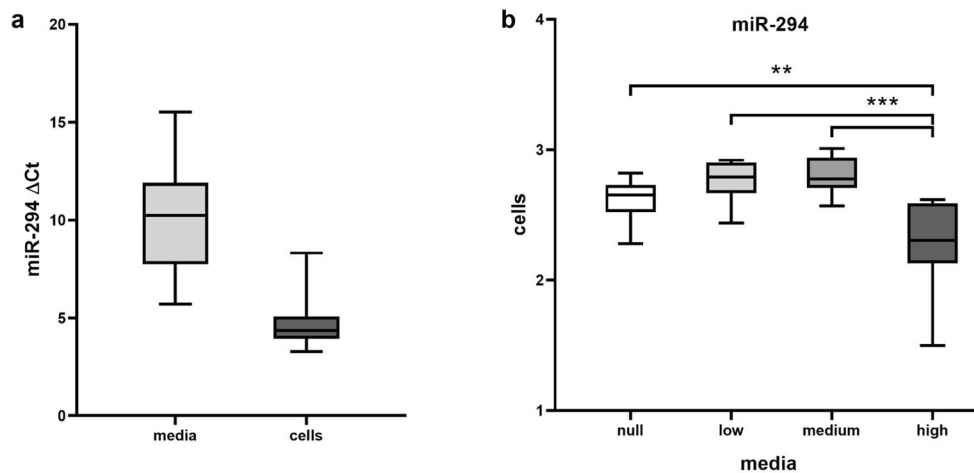 a
20
15
10
5
0
miR-294 ΔCt
media cells
b
miR-294
**
***
4
3
2
1
cells
null low medium high
media